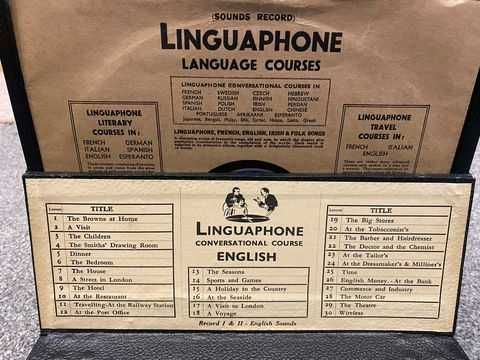 (SOUNDS RECORD)
LINGUAPHONE
LANGUAGE COURSES
LINGUAPHONE CONVERSATIONAL COURSES IN
FRENCH SWEDISH CZECH HEBREW
GERMAN RUSSIAN FINNISH HINDUSTANI
SPANISH POLISH IRISH PERSIAN
ITALIAN DUTCH ENGLISH CHINESE
PORTUGUESE AFRIKAANS ESPERANTO
Japanese, Bengali, Malay, Efik, Syriac, Hausa, Latin, Greek
LINGUAPHONE, FRENCH, ENGLISH, IRISH & FOLK SONGS
LINGUAPHONE
LITERARY
COURSES IN:
FRENCH GERMAN
ITALIAN SPANISH
ENGLISH ESPERANTO
LINGUAPHONE
TRAVEL
COURSES IN:
FRENCH ITALIAN
ENGLISH
Lesson TITLE
1 The Browns at Home
2 A Visit
3 The Children
4 The Smiths' Drawing Room
5 Dinner
6 The Bedroom
7 The House
8 A Street in London
9 The Hotel
10 At the Restaurant
11 Travelling-At the Railway Station
12 At the Post Office
LINGUAPHONE
CONVERSATIONAL COURSE
ENGLISH
13 The Seasons
14 Sports and Games
15 A Holiday in the Country
16 At the Seaside
17 A Visit to London
18 A Voyage
Record I & II - English Sounds
Lesson TITLE
19 The Big Stores
20 At the Tobacconist's
21 The Barber and Hairdresser
22 The Doctor and the Chemist
23 At the Tailor's
24 At the Dressmaker's & Milliner's
25 Time
26 English Money.-At the Bank
27 Commerce and Industry
28 The Motor Car
29 The Theatre
30 Wireless